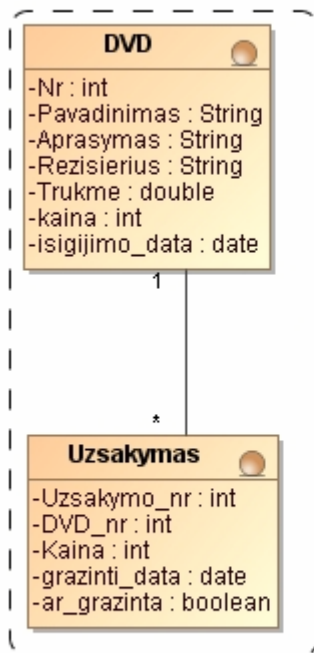 DVD
-Nr : int
-Pavadinimas : String
-Aprasymas : String
-Rezisierius : String
-Trukme : double
-kaina : int
-isigijimo_data : date
1
*
Uzsakymas
-Uzsakymo_nr : int
-DVD_nr : int
-Kaina : int
-grazinti_data : date
-ar_grazinta : boolean